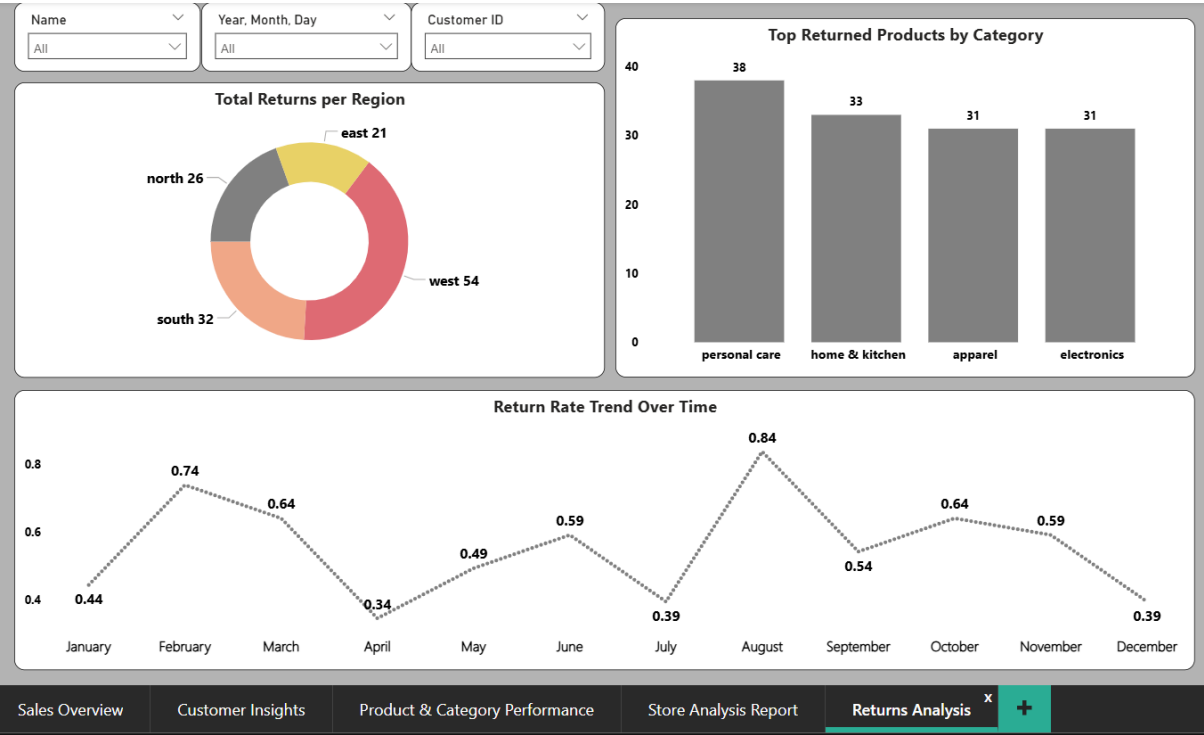 Name
All
Year, Month, Day
All
Customer ID
All
Total Returns per Region
east 21
north 26
west 54
south 32
Top Returned Products by Category
40
30
20
10
0
38
33
31
31
personal care
home & kitchen
apparel
electronics
Return Rate Trend Over Time
0.8
0.6
0.4
0.44
0.74
0.64
0.34
0.49
0.59
0.39
0.84
0.54
0.64
0.59
0.39
January
February
March
April
May
June
July
August
September
October
November
December
Sales Overview
Customer Insights
Product & Category Performance
Store Analysis Report
Returns Analysis
x
+